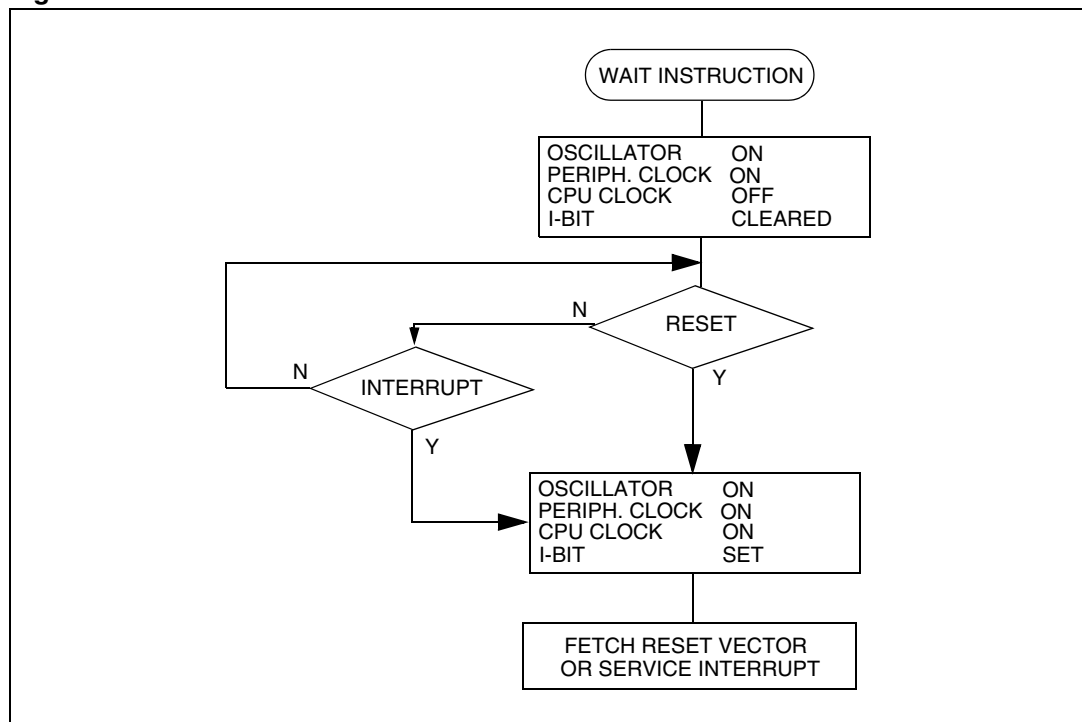 WAIT INSTRUCTION
OSCILLATOR ON
PERIPH. CLOCK ON
CPU CLOCK OFF
I-BIT CLEARED
RESET
N
Y
INTERRUPT
N
Y
OSCILLATOR ON
PERIPH. CLOCK ON
CPU CLOCK ON
I-BIT SET
FETCH RESET VECTOR
OR SERVICE INTERRUPT